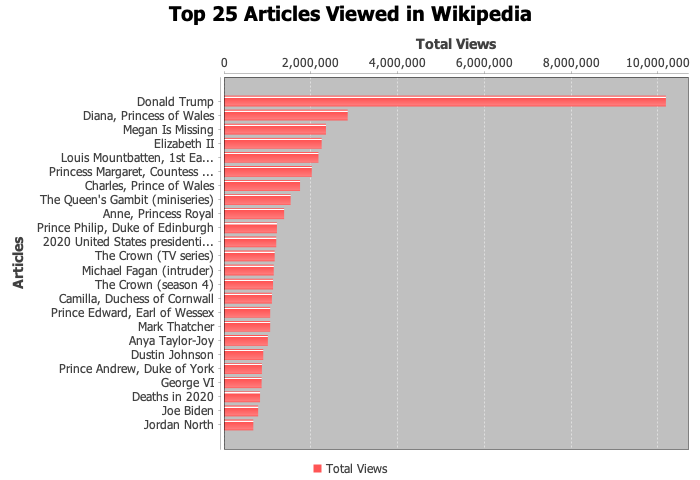 Top 25 Articles Viewed in Wikipedia
Total Views
0 2,000,000 4,000,000 6,000,000 8,000,000 10,000,000
Articles
Donald Trump
Diana, Princess of Wales
Megan Is Missing
Elizabeth II
Louis Mountbatten, 1st Ea...
Princess Margaret, Countess ...
Charles, Prince of Wales
The Queen's Gambit (miniseries)
Anne, Princess Royal
Prince Philip, Duke of Edinburgh
2020 United States presidenti...
The Crown (TV series)
Michael Fagan (intruder)
The Crown (season 4)
Camilla, Duchess of Cornwall
Prince Edward, Earl of Wessex
Mark Thatcher
Anya Taylor-Joy
Dustin Johnson
Prince Andrew, Duke of York
George VI
Deaths in 2020
Joe Biden
Jordan North
Total Views